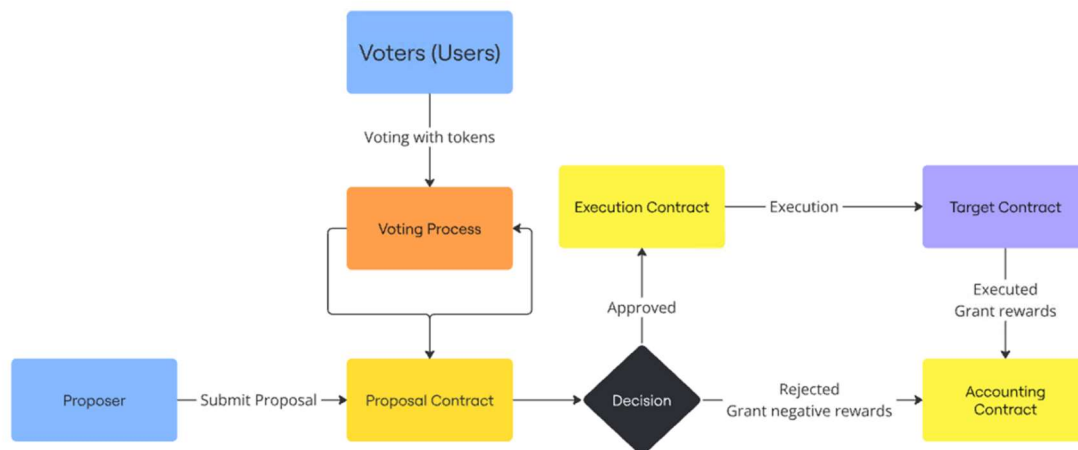 Voters (Users)
Voting with tokens
Voting Process
Execution Contract
Execution
Target Contract
Approved
Executed
Grant rewards
Proposer
Submit Proposal
Proposal Contract
Decision
Rejected
Grant negative rewards
Accounting
Contract